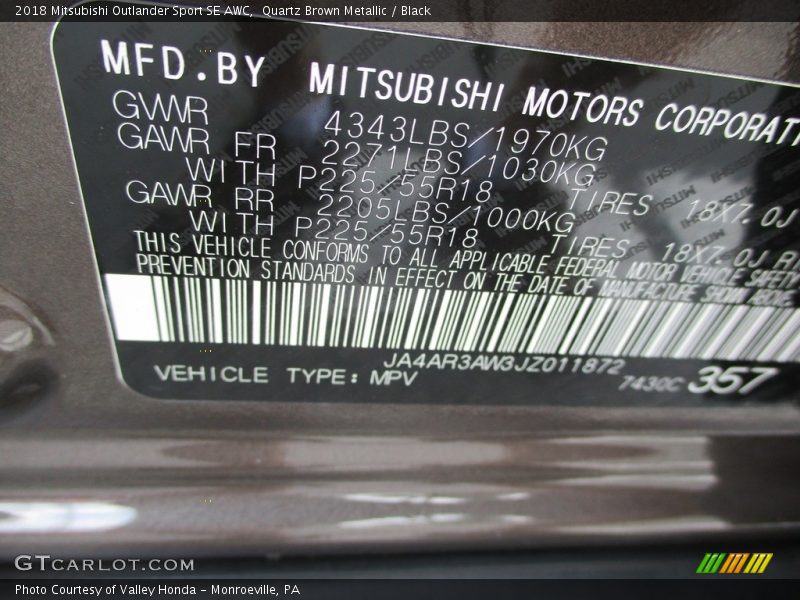 2018 Mitsubishi Outlander Sport SE AWC, Quartz Brown Metallic / Black
MFD.BY MITSUBISHI MOTORS CORPORAT
GVWR 4343LBS/1970KG
GAWR FR 2271LBS/1030KG
WITH P225/55R18 TIRES 18X7.0J
GAWR RR 2205LBS/1000KG
WITH P225/55R18 TIRES 18X7.0J RI
THIS VEHICLE CONFORMS TO ALL APPLICABLE FEDERAL MOTOR VEHICLE SAFETY
PREVENTION STANDARDS IN EFFECT ON THE DATE OF MANUFACTURE SHOWN ABOVE
JA4AR3AW3JZ011872
VEHICLE TYPE: MPV 7430C 357
GTCARLOT.COM
Photo Courtesy of Valley Honda - Monroeville, PA